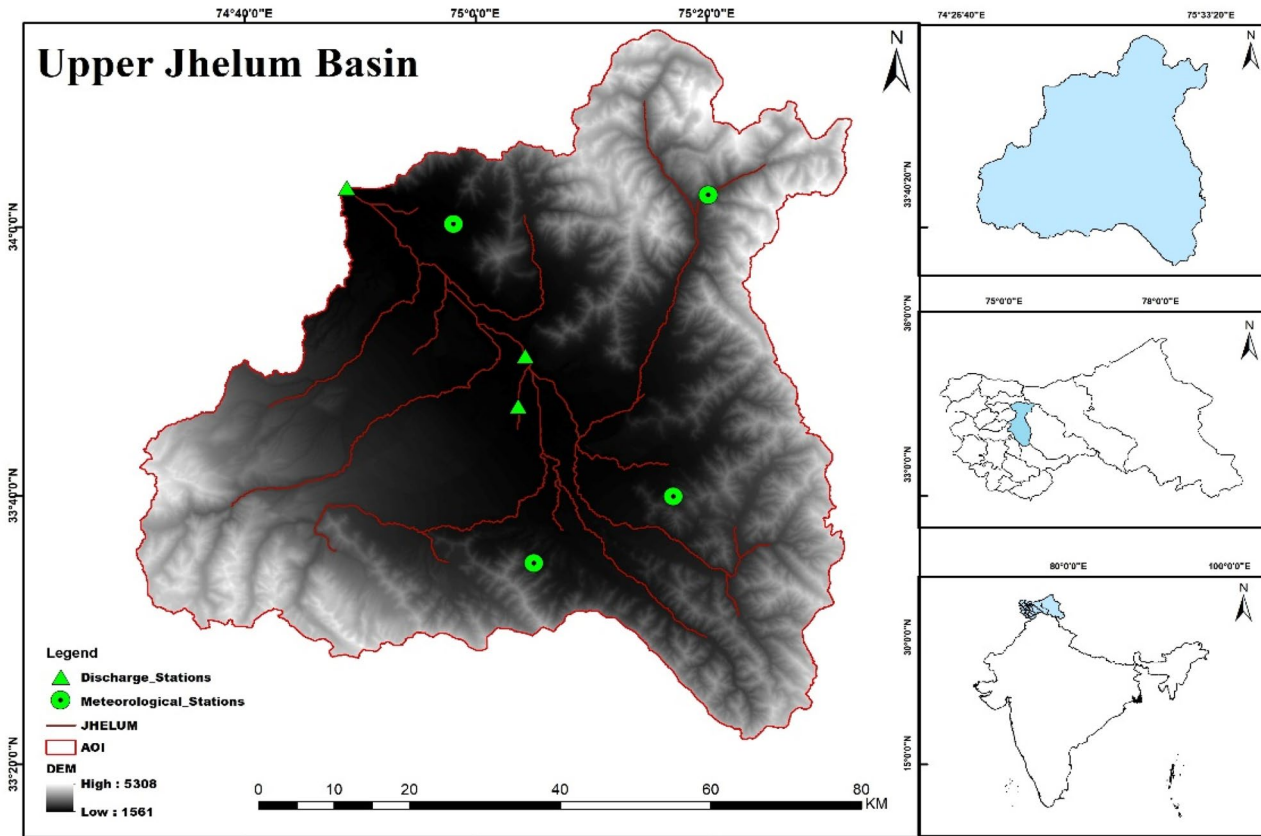 74°40'0"E 75°0'0"E 75°20'0"E
Upper Jhelum Basin
N
34°0'0"N
33°40'0"N
33°20'0"N
Legend
Discharge_Stations
Meteorological_Stations
JHELUM
AOI
DEM
High : 5308
Low : 1561
0 10 20 40 60 80
KM
74°26'40"E 75°33'20"E
N
33°40'20"N
75°0'0"E 78°0'0"E
N
36°0'0"N
33°0'0"N
80°0'0"E 100°0'0"E
N
30°0'0"N
15°0'0"N